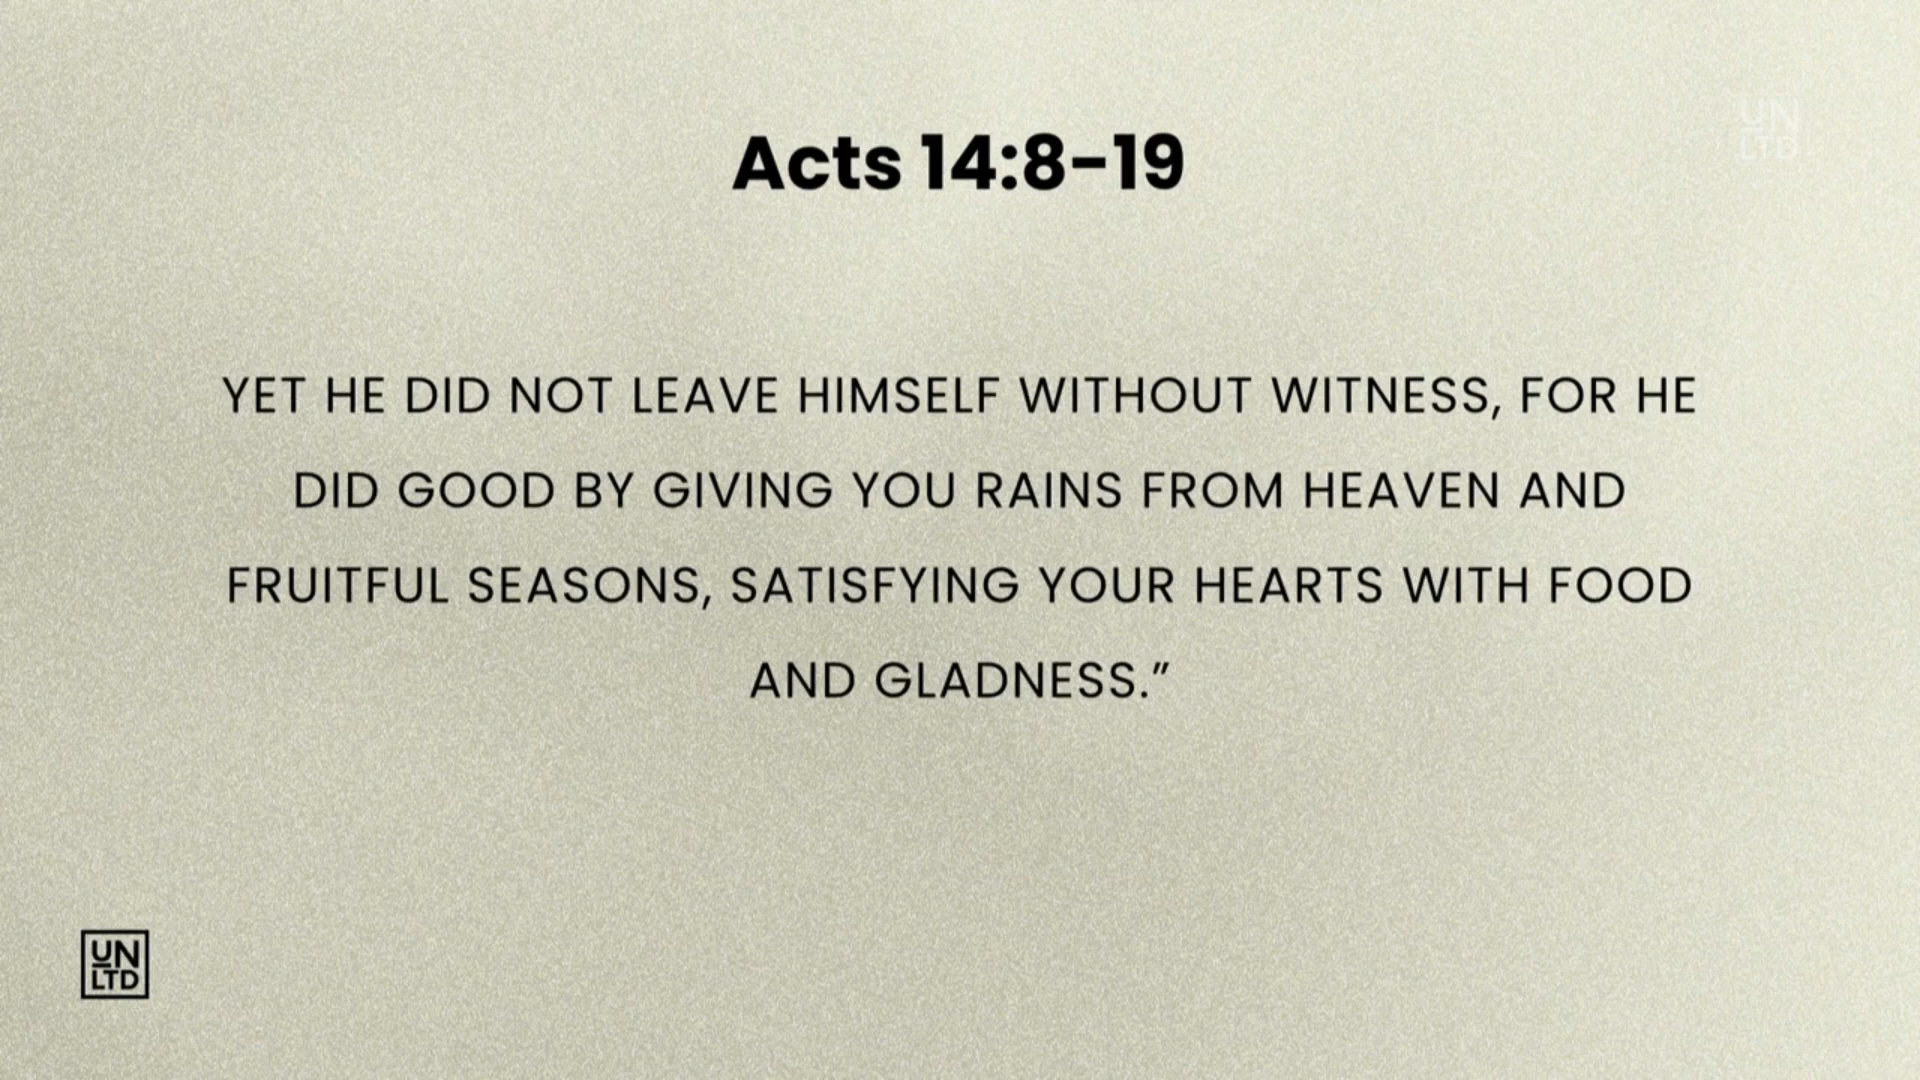 UN
LTD
Acts 14:8-19
YET HE DID NOT LEAVE HIMSELF WITHOUT WITNESS, FOR HE
DID GOOD BY GIVING YOU RAINS FROM HEAVEN AND
FRUITFUL SEASONS, SATISFYING YOUR HEARTS WITH FOOD
AND GLADNESS.”
UN
LTD